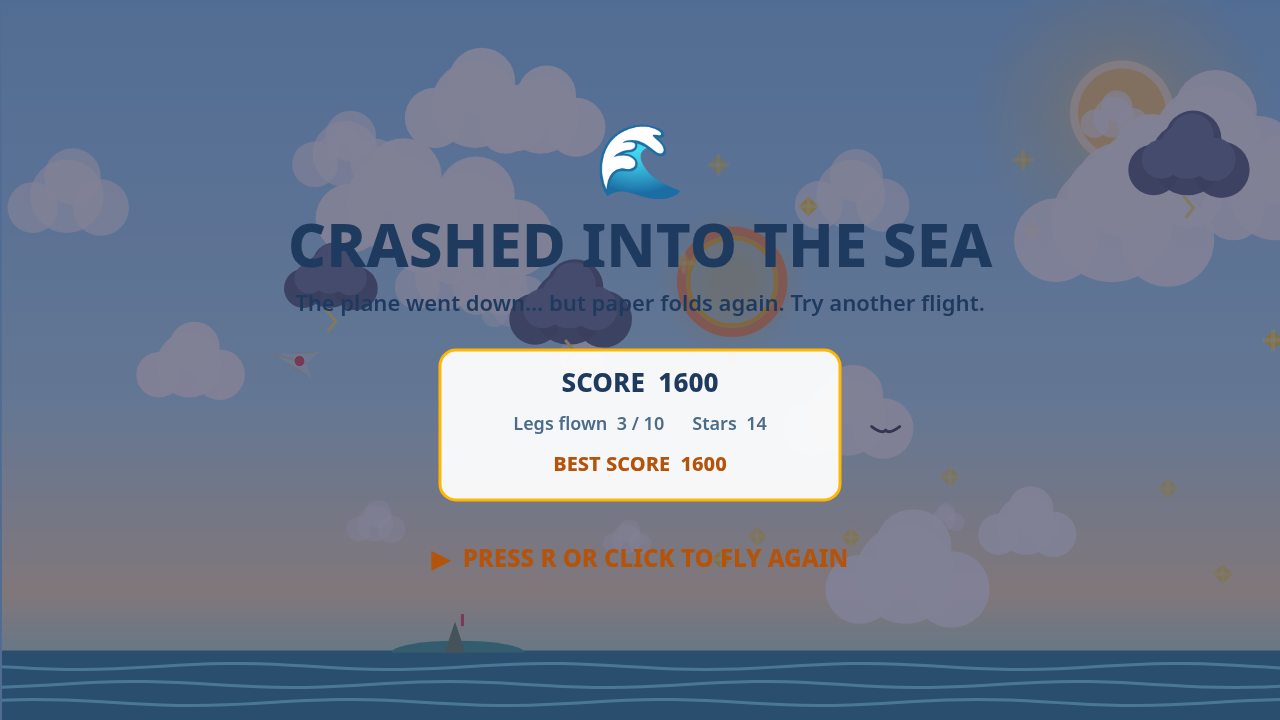 CRASHED INTO THE SEA
The plane went down... but paper folds again. Try another flight.
SCORE 1600
Legs flown 3 / 10 Stars 14
BEST SCORE 1600
▶ PRESS R OR CLICK TO FLY AGAIN